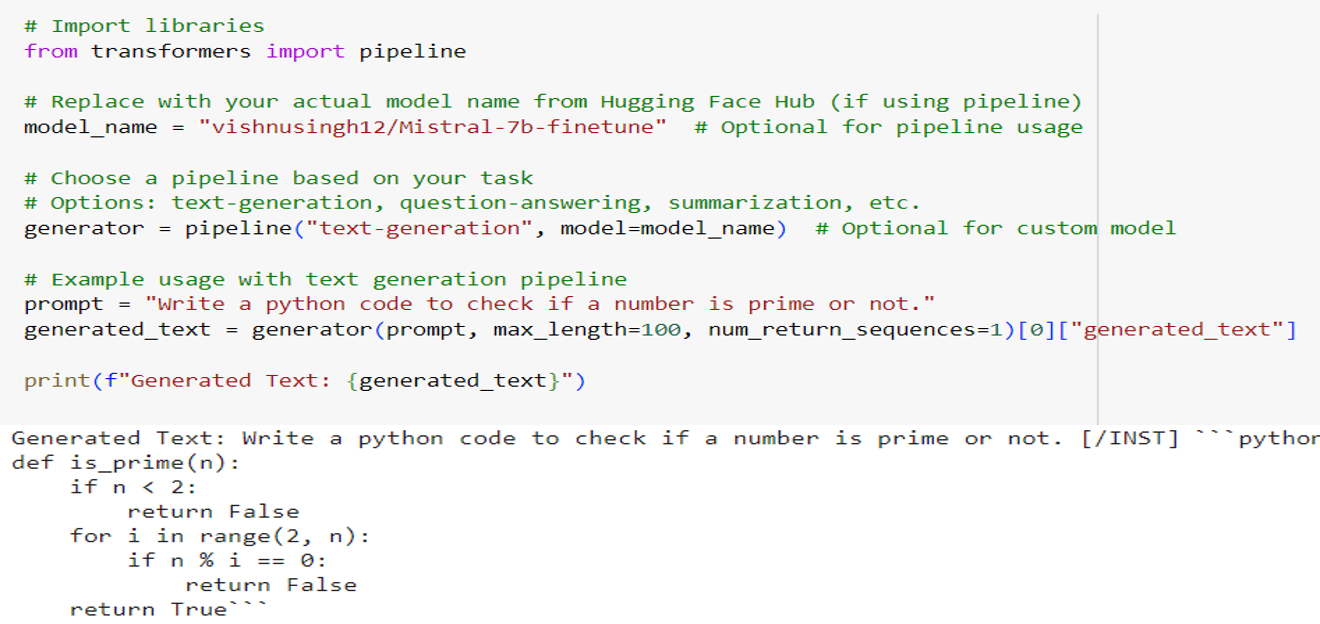 # Import libraries
from transformers import pipeline
# Replace with your actual model name from Hugging Face Hub (if using pipeline)
model_name = "vishnusingh12/Mistral-7b-finetune"  # Optional for pipeline usage
# Choose a pipeline based on your task
# Options: text-generation, question-answering, summarization, etc.
generator = pipeline("text-generation", model=model_name)  # Optional for custom model
# Example usage with text generation pipeline
prompt = "Write a python code to check if a number is prime or not."
generated_text = generator(prompt, max_length=100, num_return_sequences=1)[0]["generated_text"]
print(f"Generated Text: {generated_text}")
Generated Text: Write a python code to check if a number is prime or not. [/INST] ```python
def is_prime(n):
    if n < 2:
        return False
    for i in range(2, n):
        if n % i == 0:
            return False
    return True```